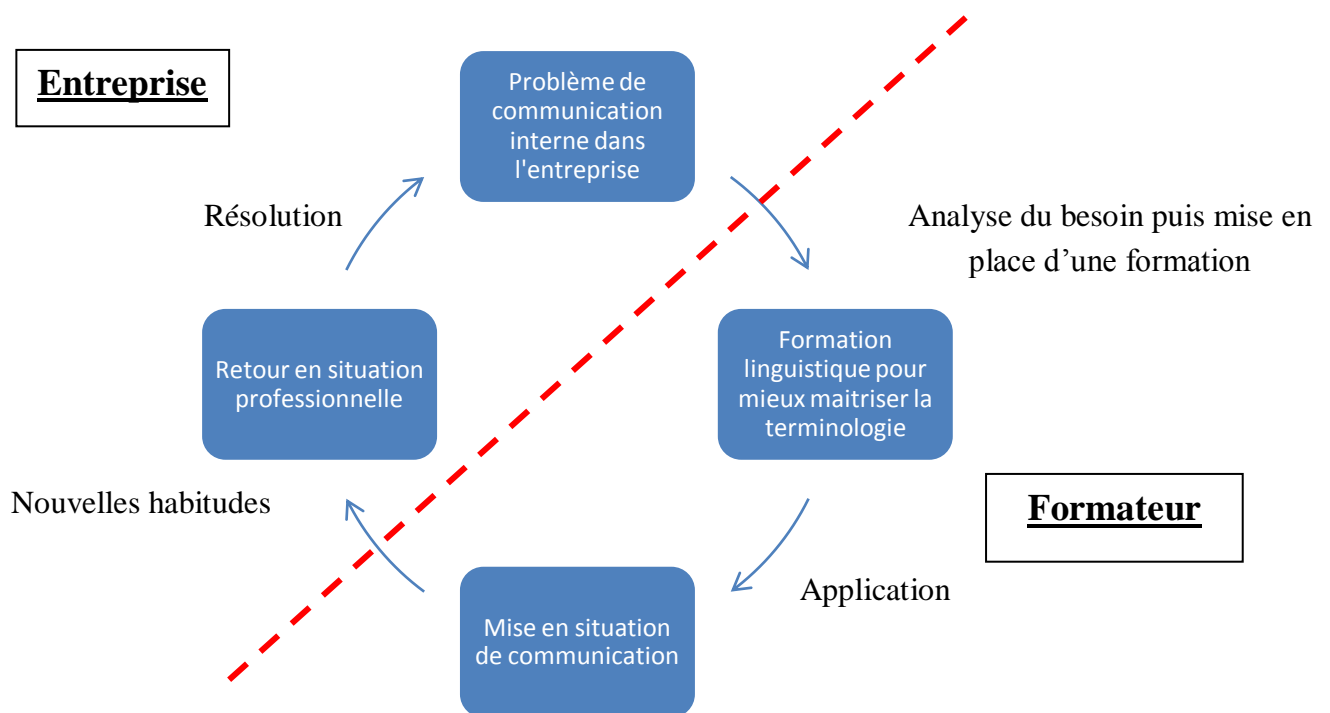 Entreprise
Problème de
communication
interne dans
l'entreprise
Résolution
Analyse du besoin puis mise en
place d’une formation
Retour en situation
professionnelle
Formation
linguistique pour
mieux maitriser la
terminologie
Nouvelles habitudes
Formateur
Application
Mise en situation
de communication